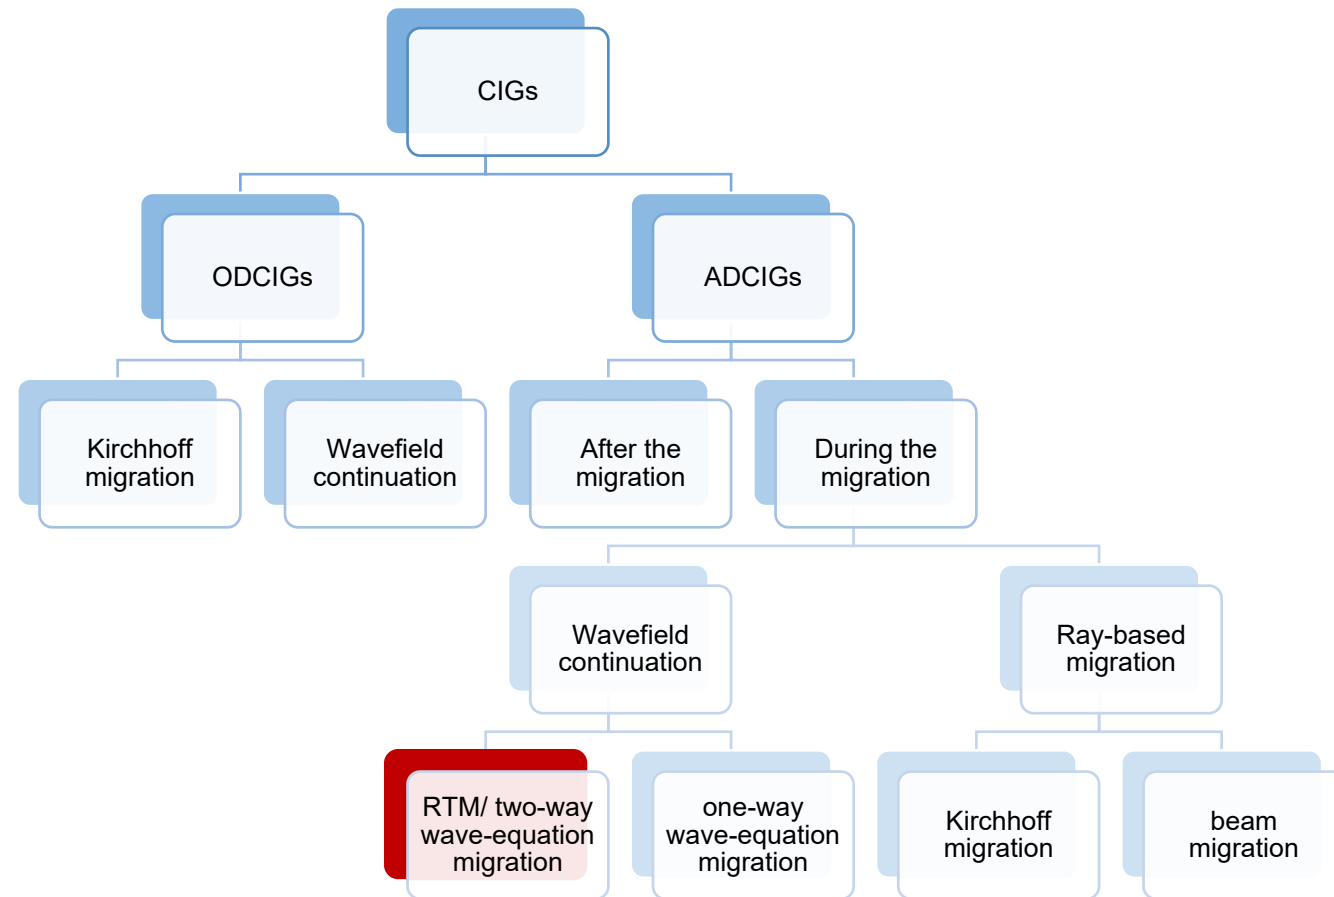 CIGs
ODCIGs
ADCIGs
Kirchhoff
migration
Wavefield
continuation
After the
migration
During the
migration
Wavefield
continuation
Ray-based
migration
RTM/ two-way
wave-equation
migration
one-way
wave-equation
migration
Kirchhoff
migration
beam
migration